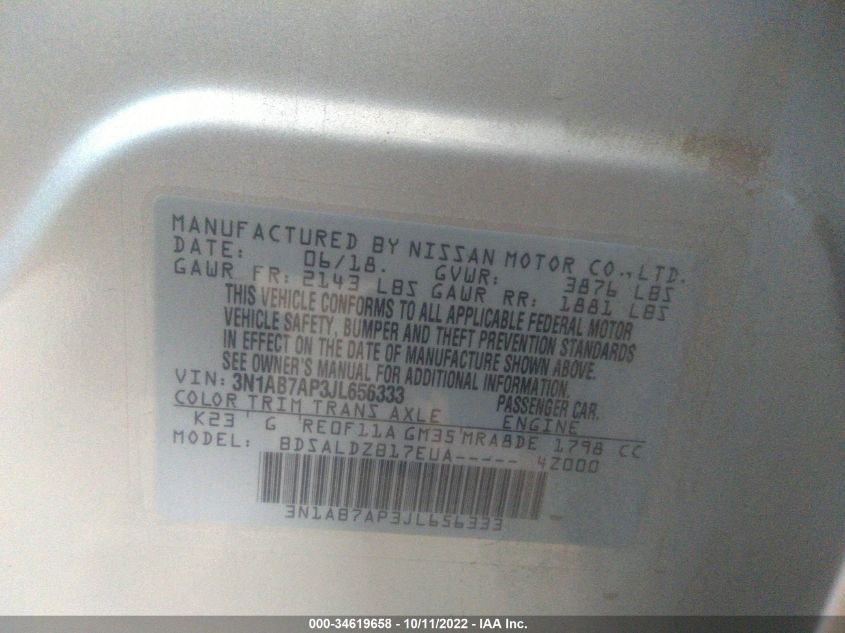 MANUFACTURED BY NISSAN MOTOR CO., LTD.
DATE: 06/18. GVWR: 3876 LBS
GAWR FR: 2143 LBS GAWR RR: 1881 LBS
THIS VEHICLE CONFORMS TO ALL APPLICABLE FEDERAL MOTOR
VEHICLE SAFETY, BUMPER AND THEFT PREVENTION STANDARDS
IN EFFECT ON THE DATE OF MANUFACTURE SHOWN ABOVE.
SEE OWNER'S MANUAL FOR ADDITIONAL INFORMATION.
VIN: 3N1AB7AP3JL656333 PASSENGER CAR.
COLOR TRIM TRANS AXLE ENGINE
K23 ' G RE0F11A GM35 'MRA8DE 1798 CC
MODEL: BDSALDZB17EUA----- 4Z000
3N1AB7AP3JL656333
000-34619658 - 10/11/2022 - IAA Inc.